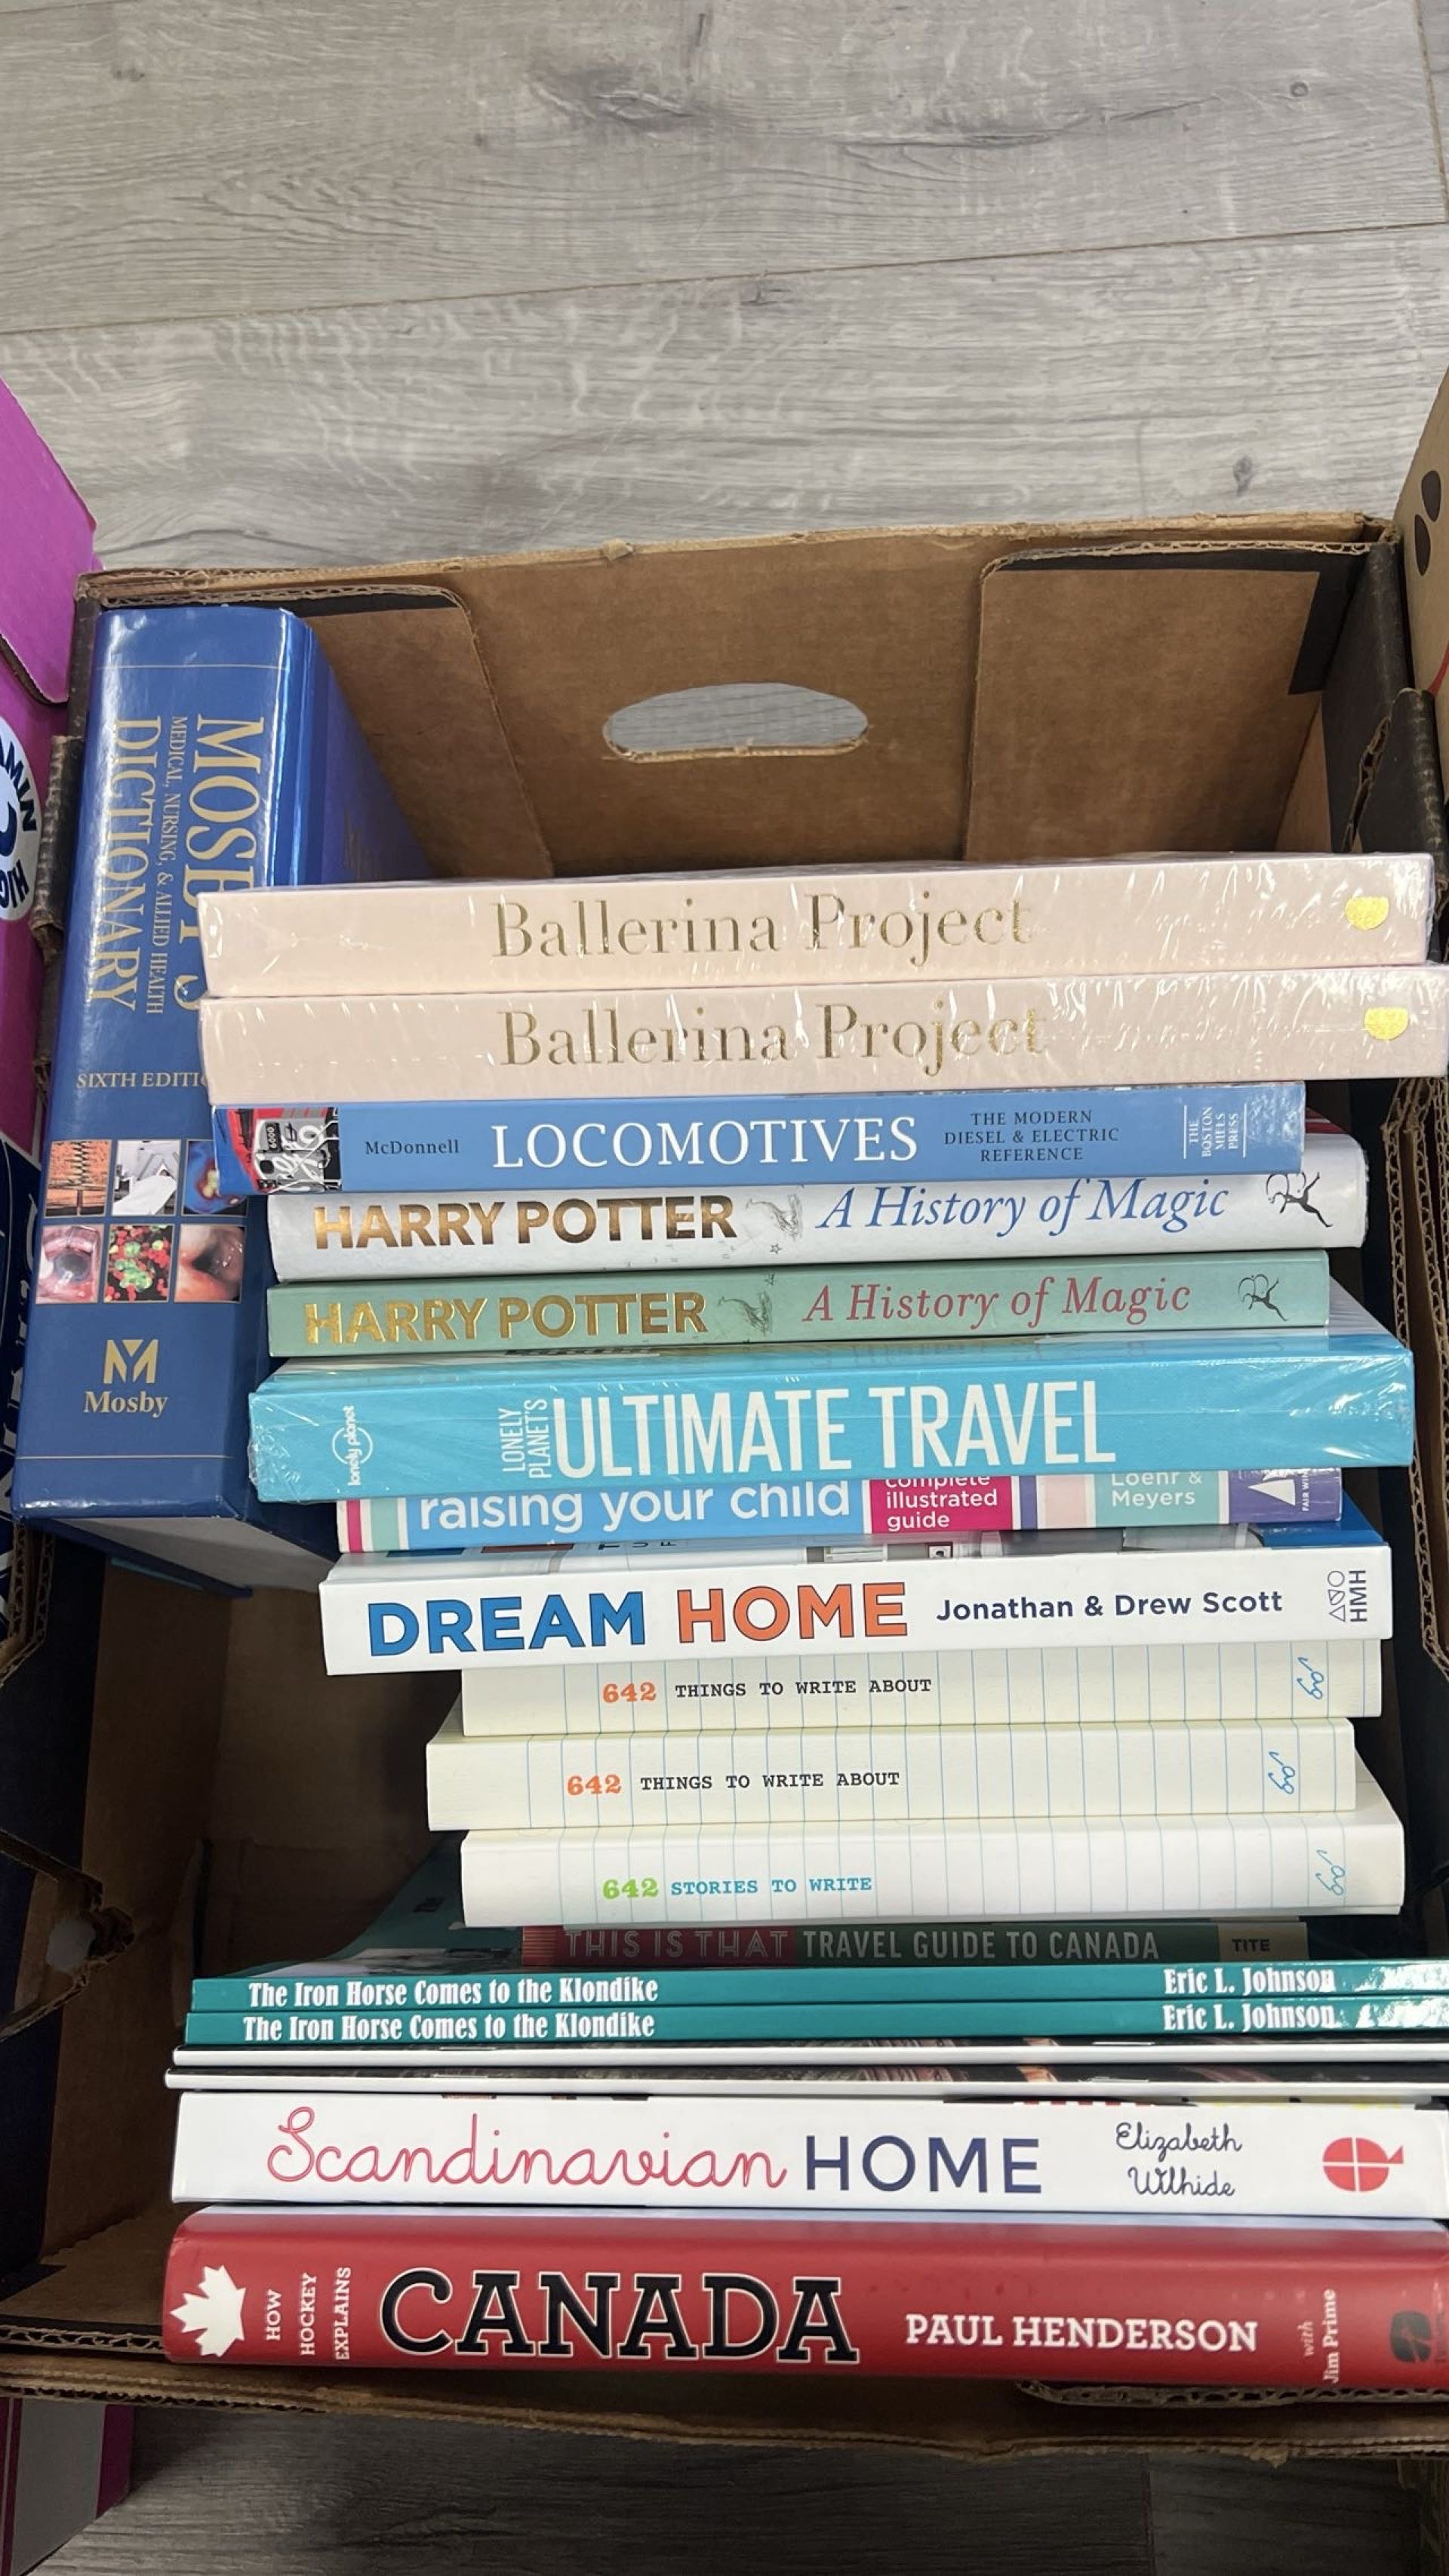 MOSBY'S
MEDICAL, NURSING, & ALLIED HEALTH
DICTIONARY
SIXTH
Mosby
Ballerina Project
Ballerina Project
McDonnell LOCOMOTIVES THE MODERN
DIESEL & ELECTRIC
REFERENCE
THE
BOSTON
MILLS
PRESS
6000
HARRY POTTER A History of Magic
HARRY POTTER A History of Magic
lonely planet
LONELY
PLANET'S
ULTIMATE TRAVEL
raising your child
complete
illustrated
guide
Loehr &
Meyers
DREAM HOME Jonathan & Drew Scott
HMH
642 THINGS TO WRITE ABOUT
642 THINGS TO WRITE ABOUT
642 STORIES TO WRITE
THIS IS THAT TRAVEL GUIDE TO CANADA TITE
The Iron Horse Comes to the Klondike Eric L. Johnson
The Iron Horse Comes to the Klondike Eric L. Johnson
Scandinavian HOME Elizabeth
Wilhide
HOW
HOCKEY
EXPLAINS
CANADA PAUL HENDERSON
with
Jim Prime